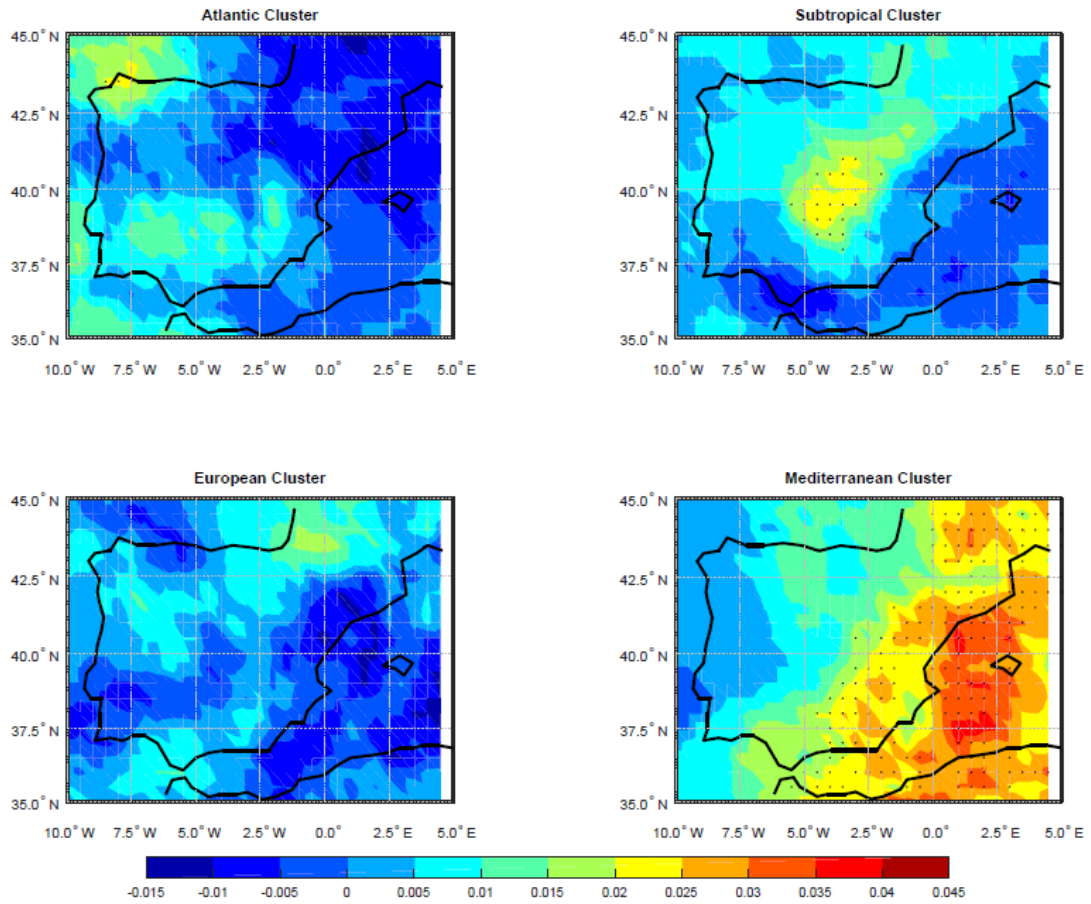 Atlantic Cluster
Subtropical Cluster
45.0° N
42.5° N
40.0° N
37.5° N
35.0° N
10.0° W 7.5° W 5.0° W 2.5° W 0.0° 2.5° E 5.0° E
45.0° N
42.5° N
40.0° N
37.5° N
35.0° N
10.0° W 7.5° W 5.0° W 2.5° W 0.0° 2.5° E 5.0° E
European Cluster
Mediterranean Cluster
45.0° N
42.5° N
40.0° N
37.5° N
35.0° N
10.0° W 7.5° W 5.0° W 2.5° W 0.0° 2.5° E 5.0° E
45.0° N
42.5° N
40.0° N
37.5° N
35.0° N
10.0° W 7.5° W 5.0° W 2.5° W 0.0° 2.5° E 5.0° E
-0.015 -0.01 -0.005 0 0.005 0.01 0.015 0.02 0.025 0.03 0.035 0.04 0.045